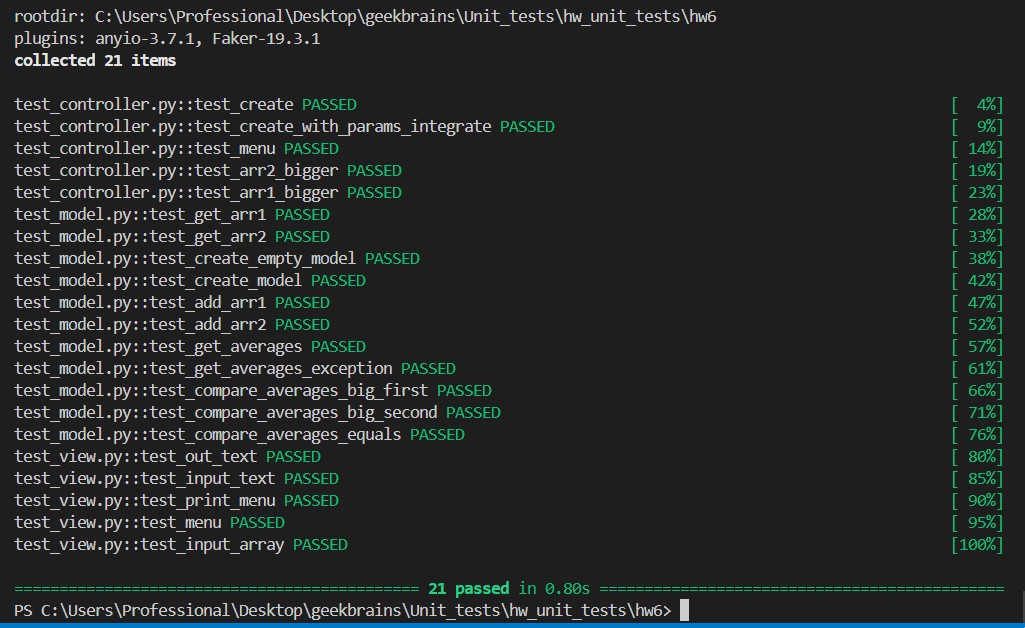 rootdir: C:\Users\Professional\Desktop\geekbrains\Unit_tests\hw_unit_tests\hw6
plugins: anyio-3.7.1, Faker-19.3.1
collected 21 items
test_controller.py::test_create PASSED [  4%]
test_controller.py::test_create_with_params_integrate PASSED [  9%]
test_controller.py::test_menu PASSED [ 14%]
test_controller.py::test_arr2_bigger PASSED [ 19%]
test_controller.py::test_arr1_bigger PASSED [ 23%]
test_model.py::test_get_arr1 PASSED [ 28%]
test_model.py::test_get_arr2 PASSED [ 33%]
test_model.py::test_create_empty_model PASSED [ 38%]
test_model.py::test_create_model PASSED [ 42%]
test_model.py::test_add_arr1 PASSED [ 47%]
test_model.py::test_add_arr2 PASSED [ 52%]
test_model.py::test_get_averages PASSED [ 57%]
test_model.py::test_get_averages_exception PASSED [ 61%]
test_model.py::test_compare_averages_big_first PASSED [ 66%]
test_model.py::test_compare_averages_big_second PASSED [ 71%]
test_model.py::test_compare_averages_equals PASSED [ 76%]
test_view.py::test_out_text PASSED [ 80%]
test_view.py::test_input_text PASSED [ 85%]
test_view.py::test_print_menu PASSED [ 90%]
test_view.py::test_menu PASSED [ 95%]
test_view.py::test_input_array PASSED [100%]
============================================= 21 passed in 0.80s =============================================
PS C:\Users\Professional\Desktop\geekbrains\Unit_tests\hw_unit_tests\hw6>